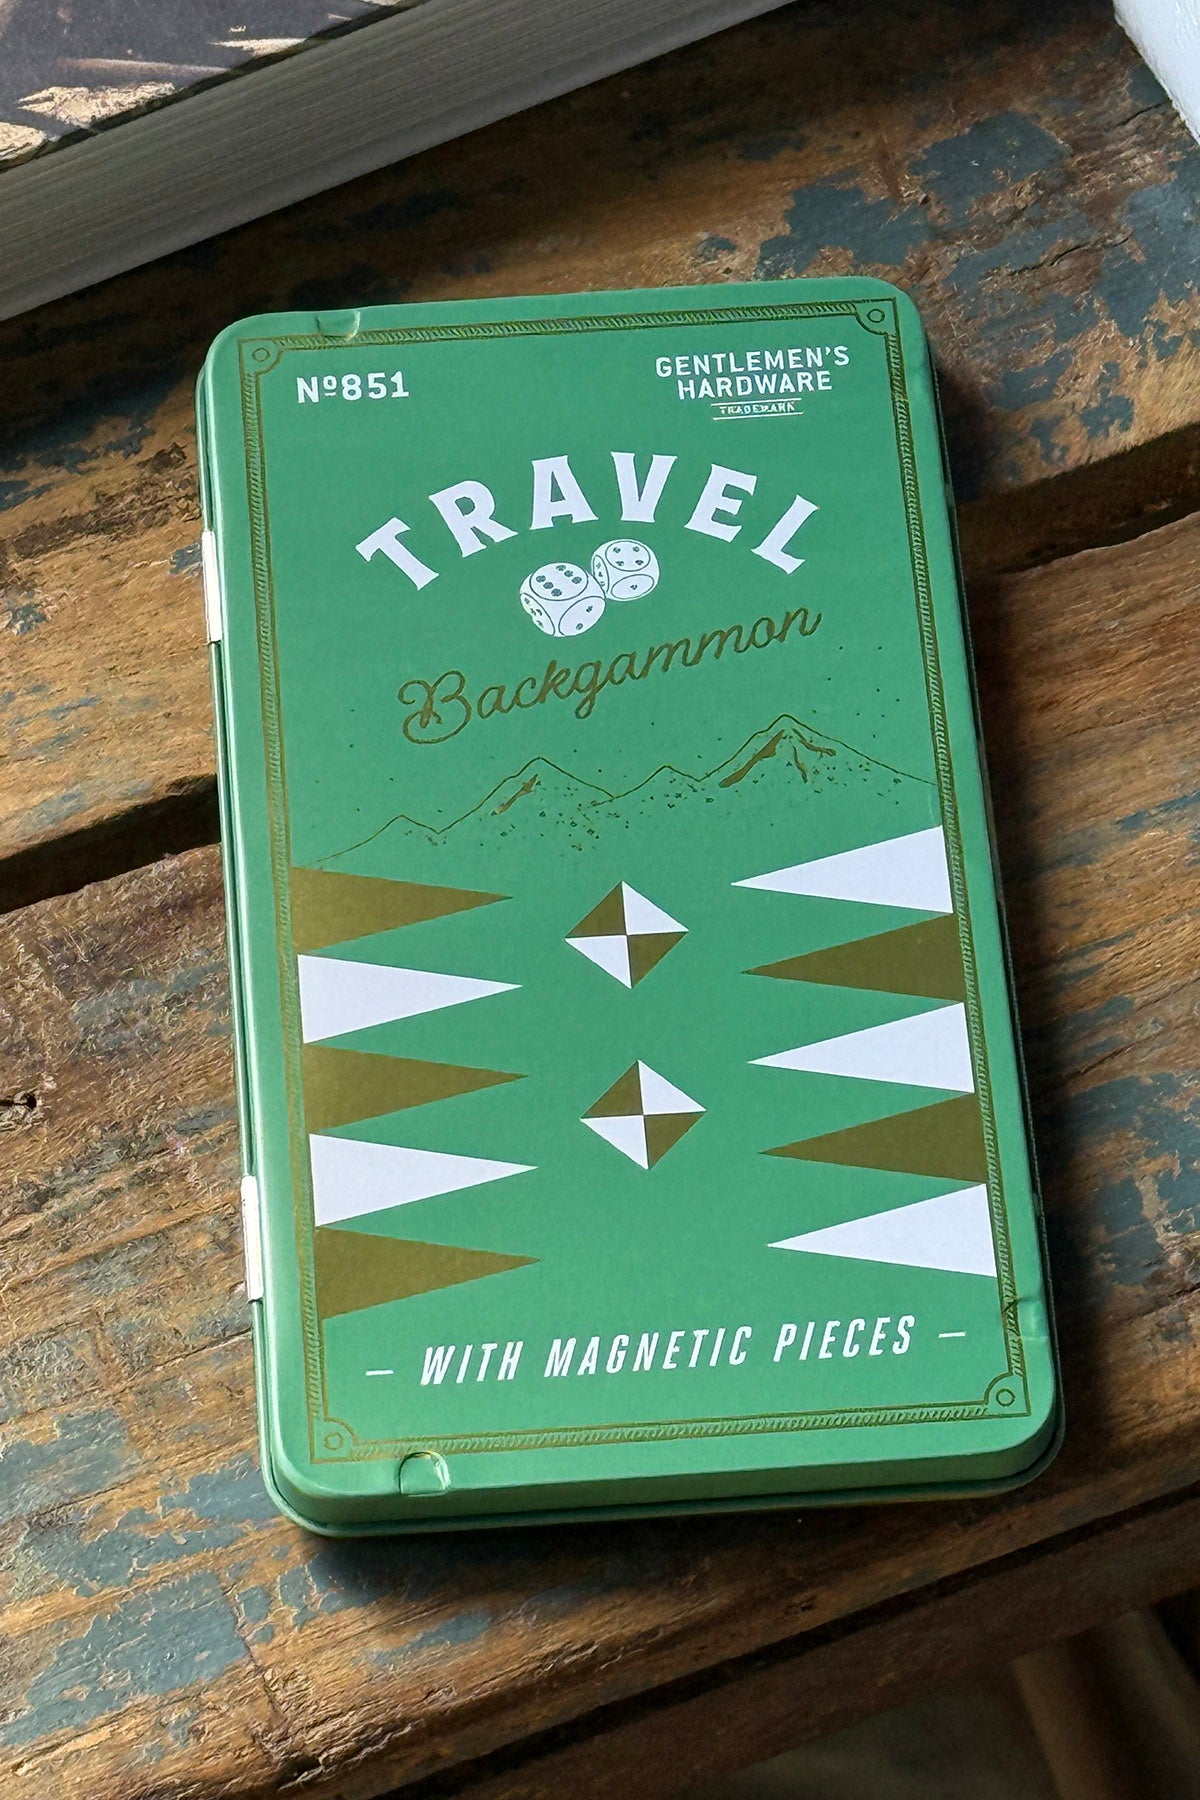 Nº851
GENTLEMEN'S
HARDWARE
TRADEMARK
TRAVEL
Backgammon
– WITH MAGNETIC PIECES –